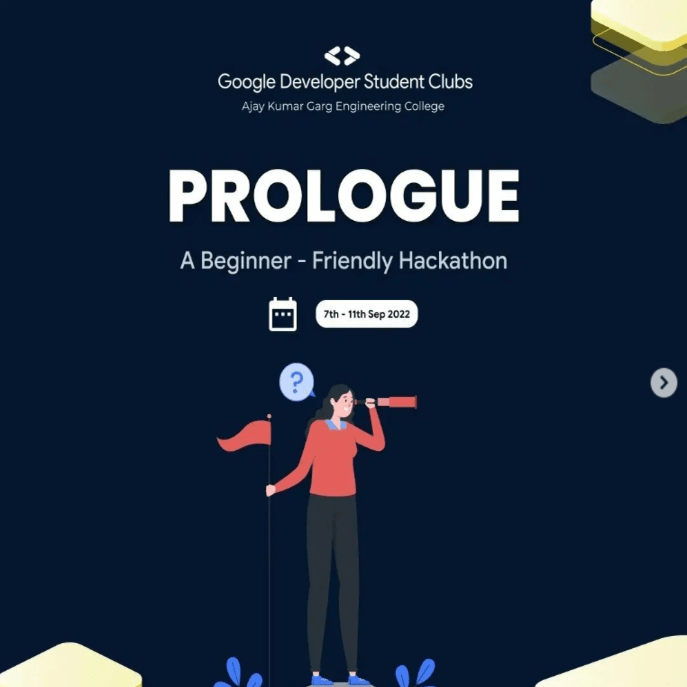 Google Developer Student Clubs
Ajay Kumar Garg Engineering College
PROLOGUE
A Beginner - Friendly Hackathon
7th - 11th Sep 2022
?